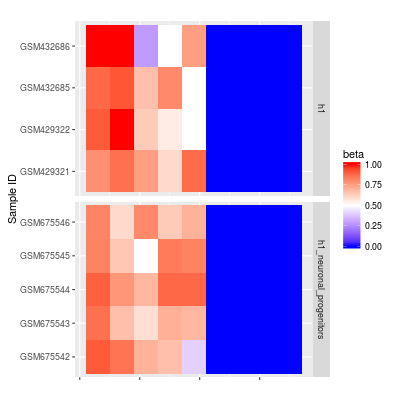 Sample ID
GSM432686
GSM432685
GSM429322
GSM429321
h1
GSM675546
GSM675545
GSM675544
GSM675543
GSM675542
h1_neuronal_progenitors
beta
1.00
0.75
0.50
0.25
0.00